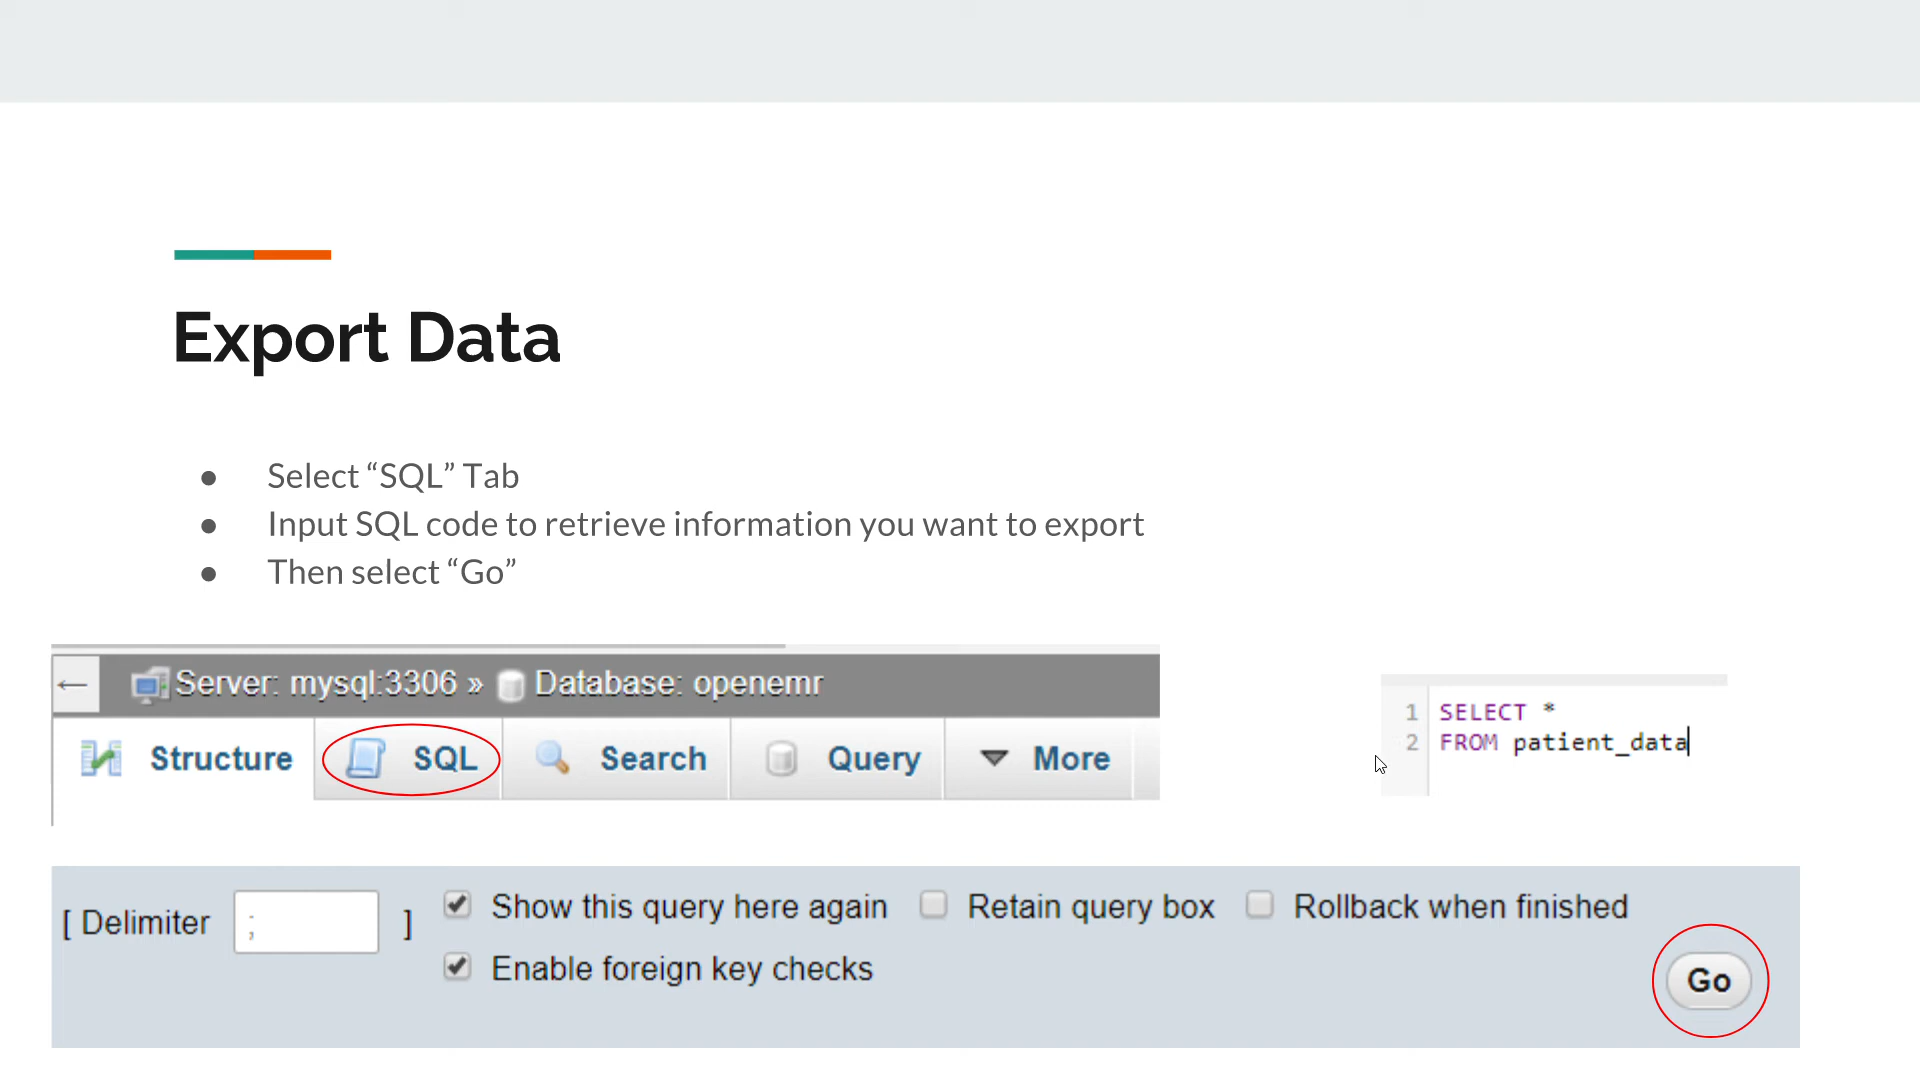 Export Data
● Select “SQL” Tab
● Input SQL code to retrieve information you want to export
● Then select “Go”
← Server: mysql:3306 » Database: openemr
Structure SQL Search Query More
1 SELECT *
2 FROM patient_data
[ Delimiter ; ] Show this query here again Retain query box Rollback when finished
Enable foreign key checks
Go